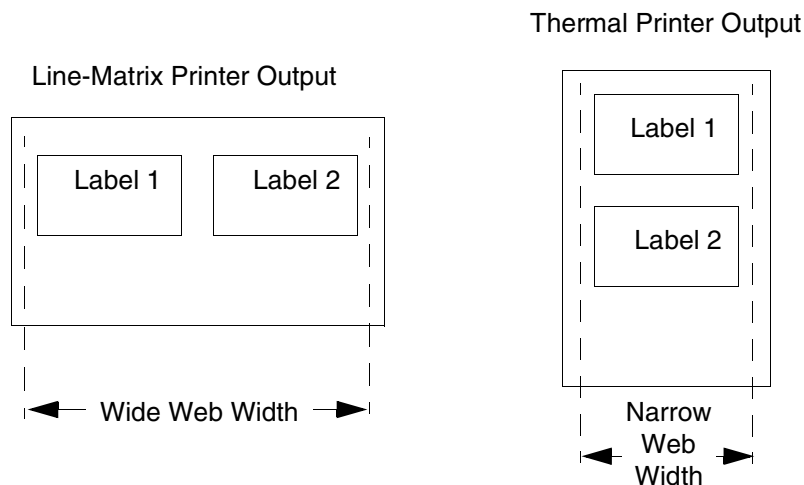 Line-Matrix Printer Output
Label 1
Label 2
Wide Web Width
Thermal Printer Output
Label 1
Label 2
Narrow
Web
Width